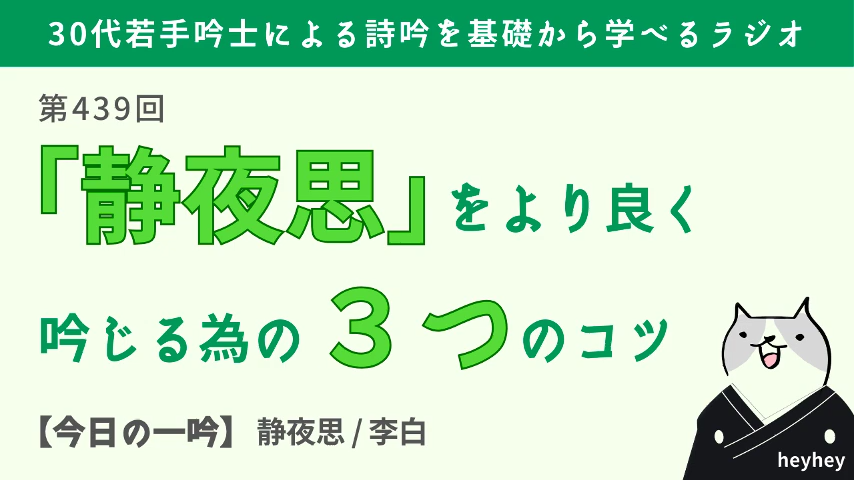 30代若手吟士による詩吟を基礎から学べるラジオ
第439回
「静夜思」をより良く
吟じる為の３つのコツ
【今日の一吟】 静夜思 / 李白
heyhey